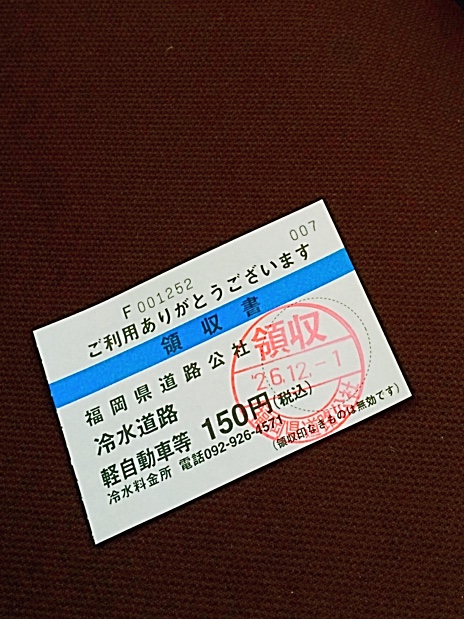 F001252
007
ご利用ありがとうございます
領収書
福岡県道路公社
冷水道路
軽自動車等 150円(税込)
冷水料金所 電話092-926-4571
(領収印なきものは無効です)
領収
'26.12.-1